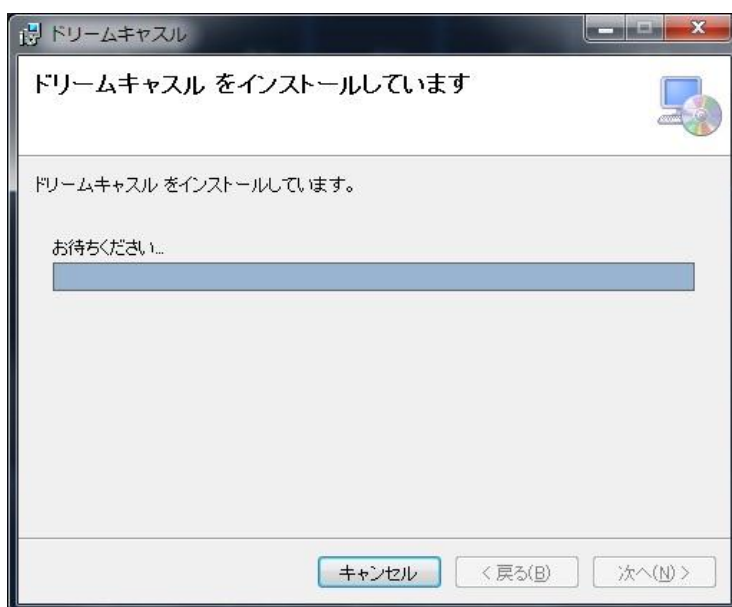 ドリームキャスル
ドリームキャスル をインストールしています
ドリームキャスル をインストールしています。
お待ちください...
キャンセル
< 戻る(B)
次へ(N) >